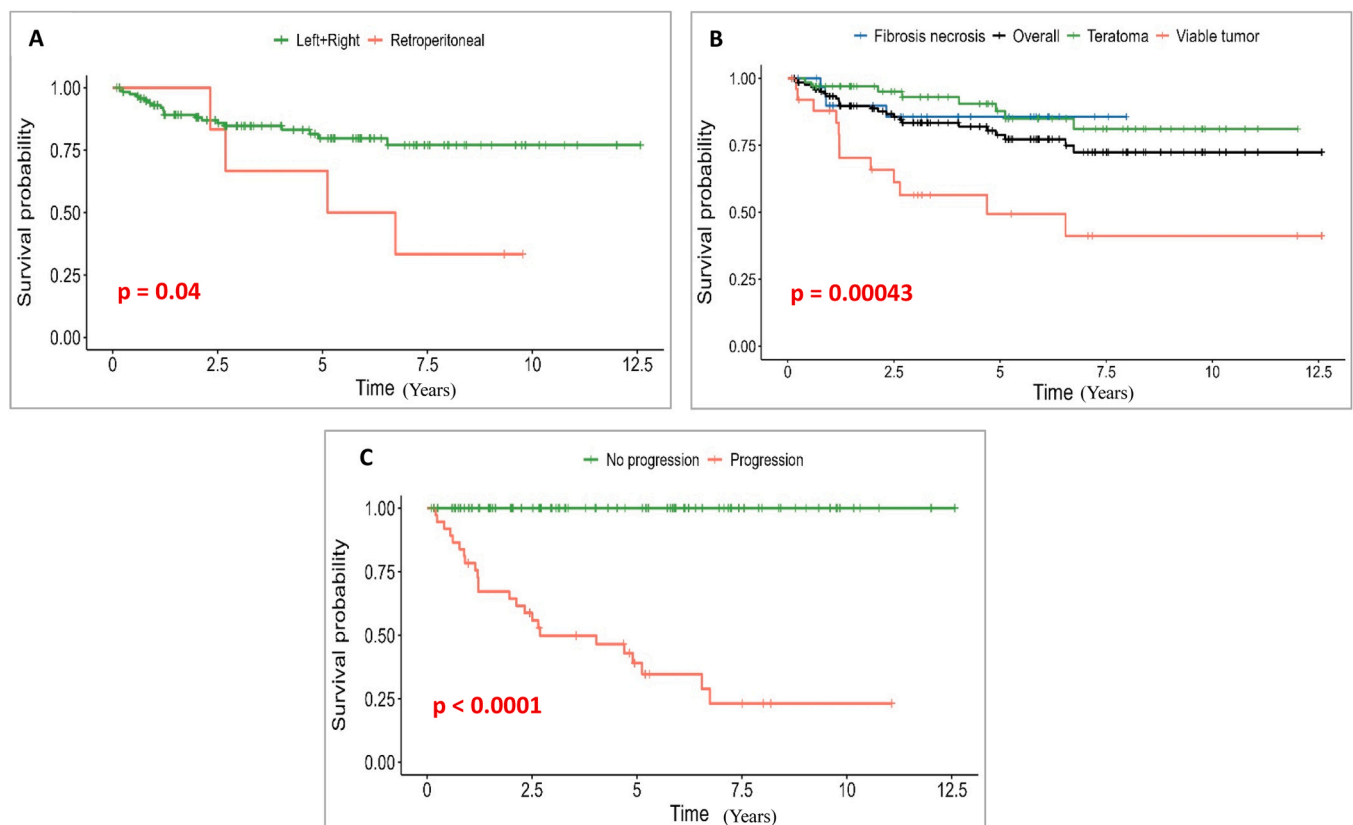 A
Left+Right Retroperitoneal
Survival probability
1.00
0.75
0.50
0.25
0.00
p = 0.04
0 2.5 5 7.5 10 12.5
Time (Years)
B
Fibrosis necrosis Overall Teratoma Viable tumor
Survival probability
1.00
0.75
0.50
0.25
0.00
p = 0.00043
0 2.5 5 7.5 10 12.5
Time (Years)
C
No progression Progression
Survival probability
1.00
0.75
0.50
0.25
0.00
p < 0.0001
0 2.5 5 7.5 10 12.5
Time (Years)